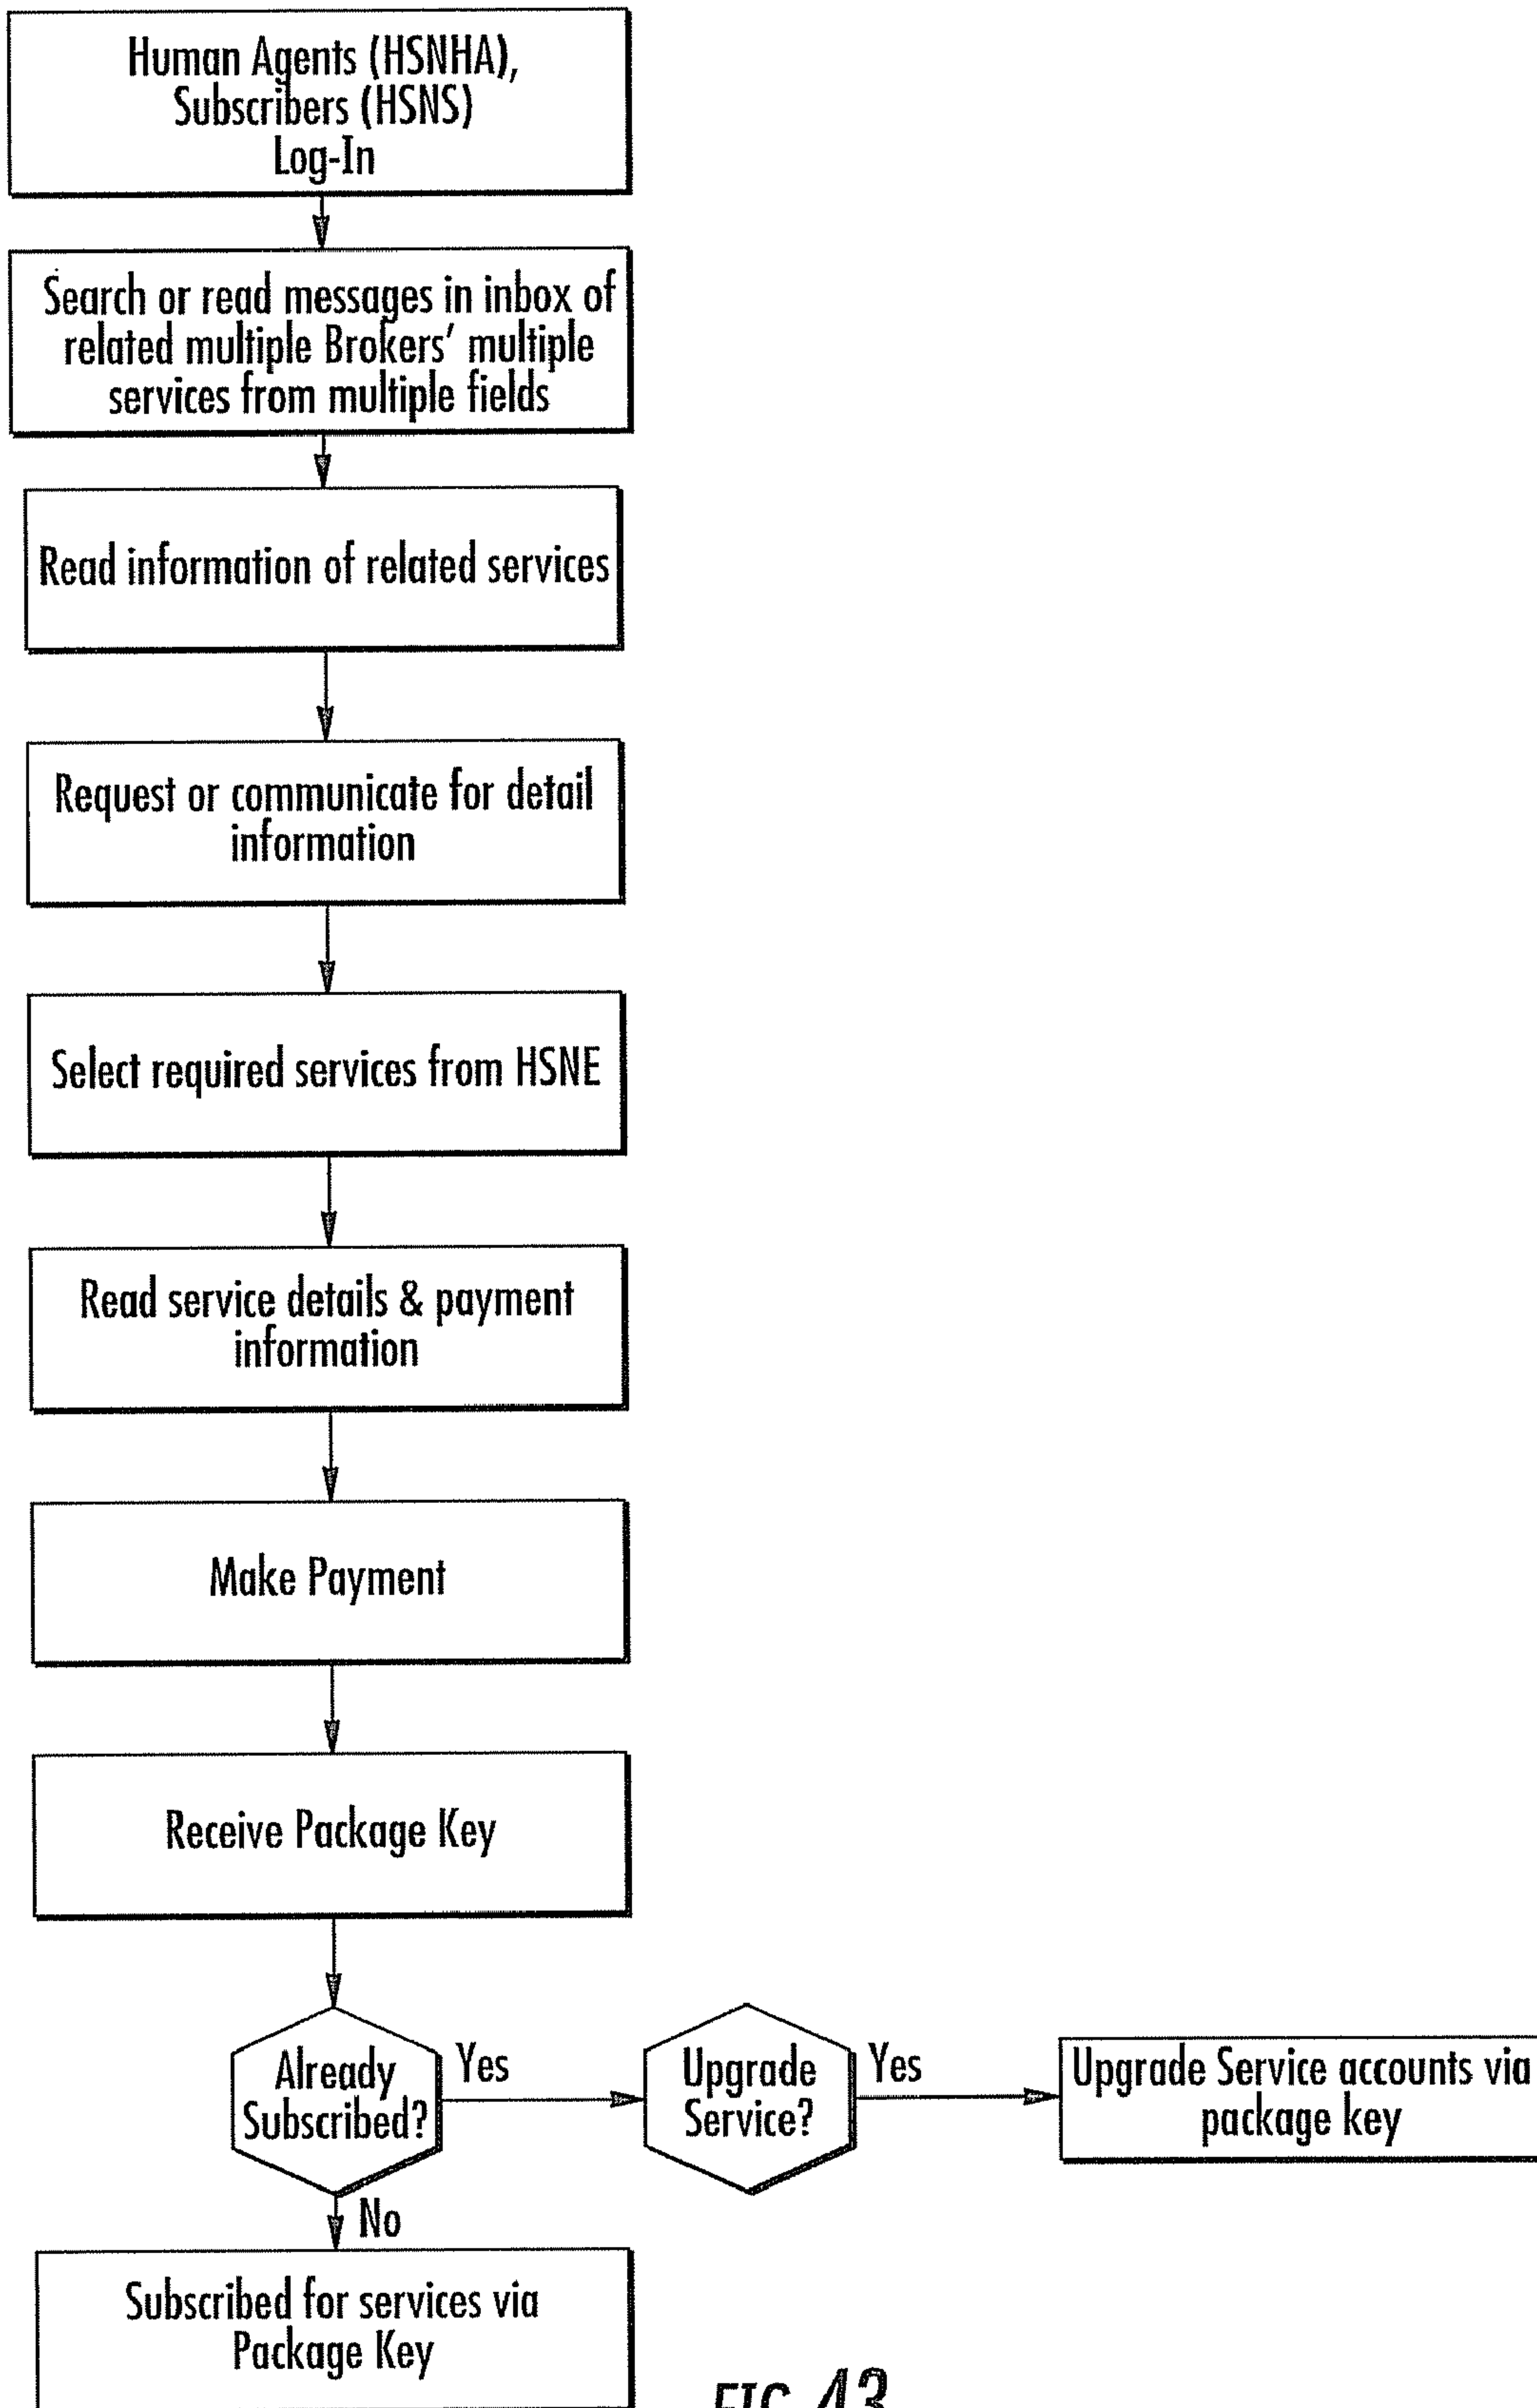 Human Agents (HSNHA),
Subscribers (HSNS)
Log-In
Search or read messages in inbox of
related multiple Brokers' multiple
services from multiple fields
Read information of related services
Request or communicate for detail
information
Select required services from HSNE
Read service details & payment
information
Make Payment
Receive Package Key
Already
Subscribed?
Yes
Upgrade
Service?
Yes
Upgrade Service accounts via
package key
No
Subscribed for services via
Package Key
FIG. 43